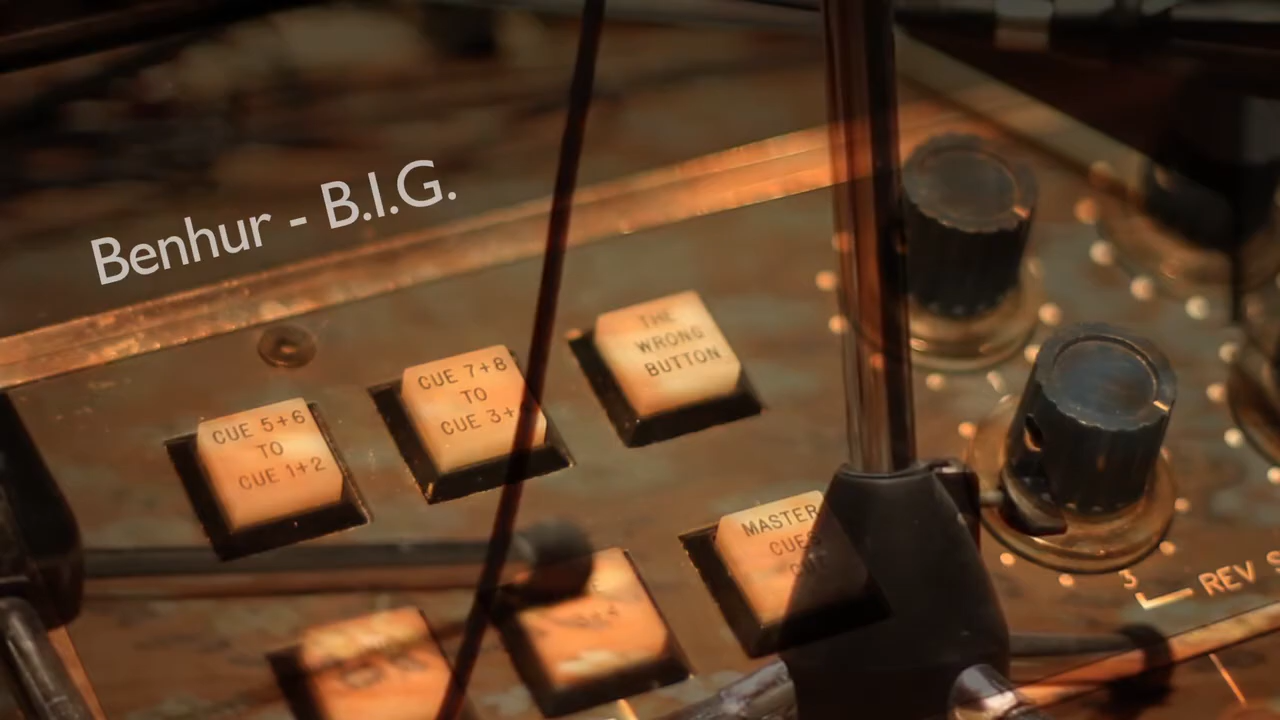 Benhur - B.I.G.
THE
WRONG
BUTTON
CUE 7+8
TO
CUE 3+
CUE 5+6
TO
CUE 1+2
MASTER
CUES
CUE
3
REV S